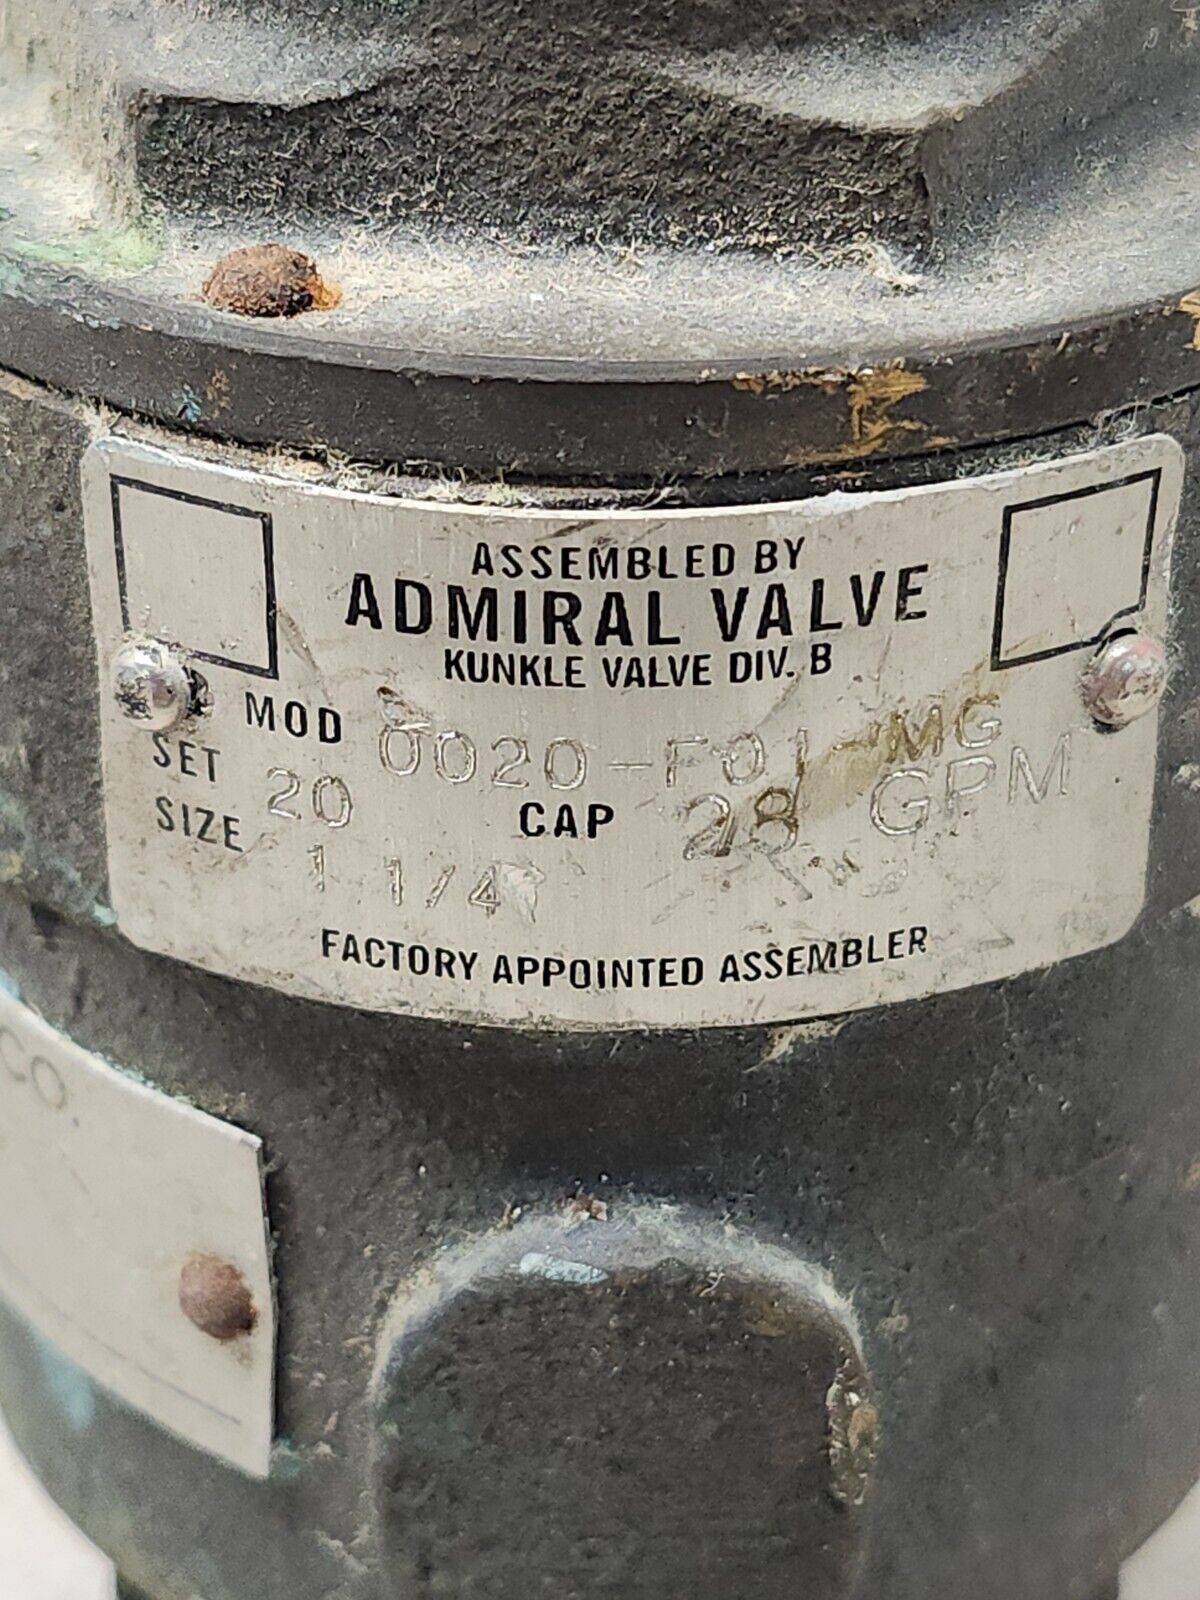 ASSEMBLED BY
ADMIRAL VALVE
KUNKLE VALVE DIV. B
MOD 0020-F01-MG
SET 20 CAP 28 GPM
SIZE 1 1/4
FACTORY APPOINTED ASSEMBLER
CO.